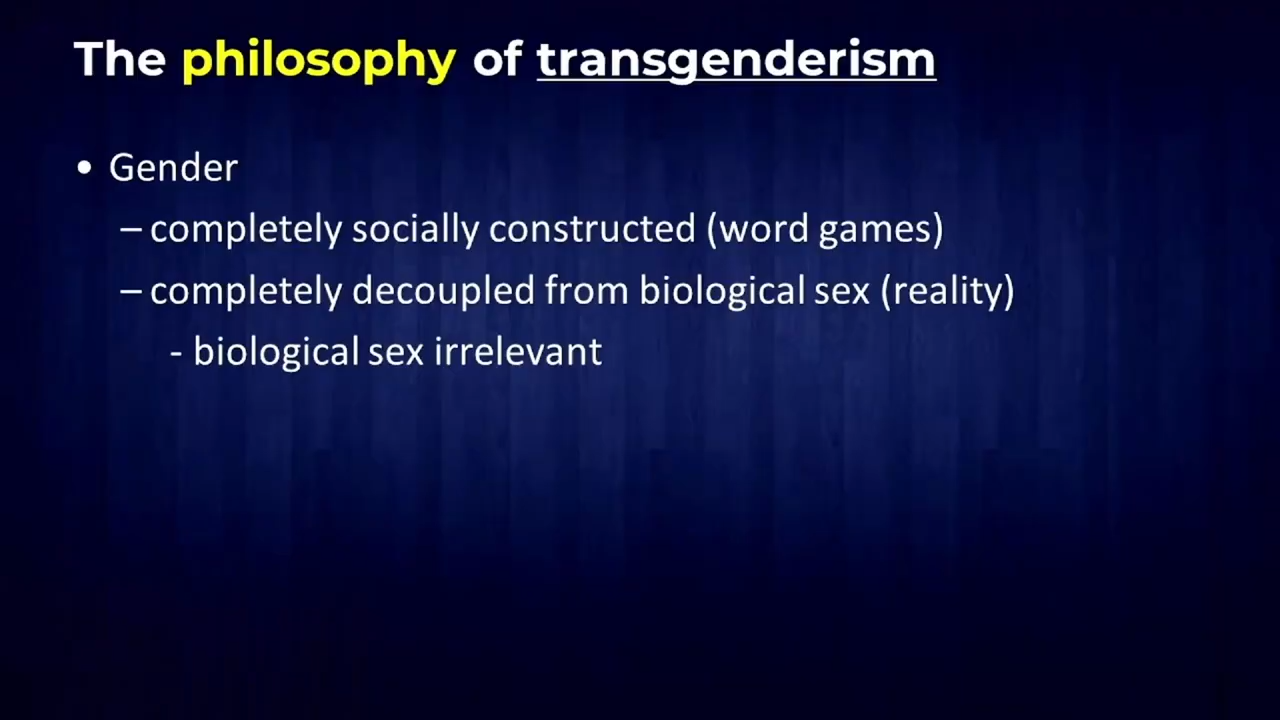 The philosophy of transgenderism
• Gender
– completely socially constructed (word games)
– completely decoupled from biological sex (reality)
- biological sex irrelevant